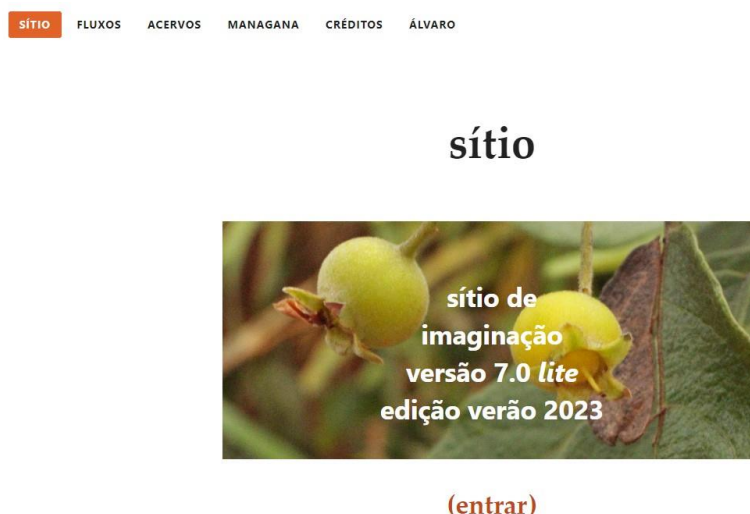 SÍTIO FLUXOS ACERVOS MANAGANA CRÉDITOS ÁLVARO
sítio
sítio de
imaginação
versão 7.0 lite
edição verão 2023
(entrar)